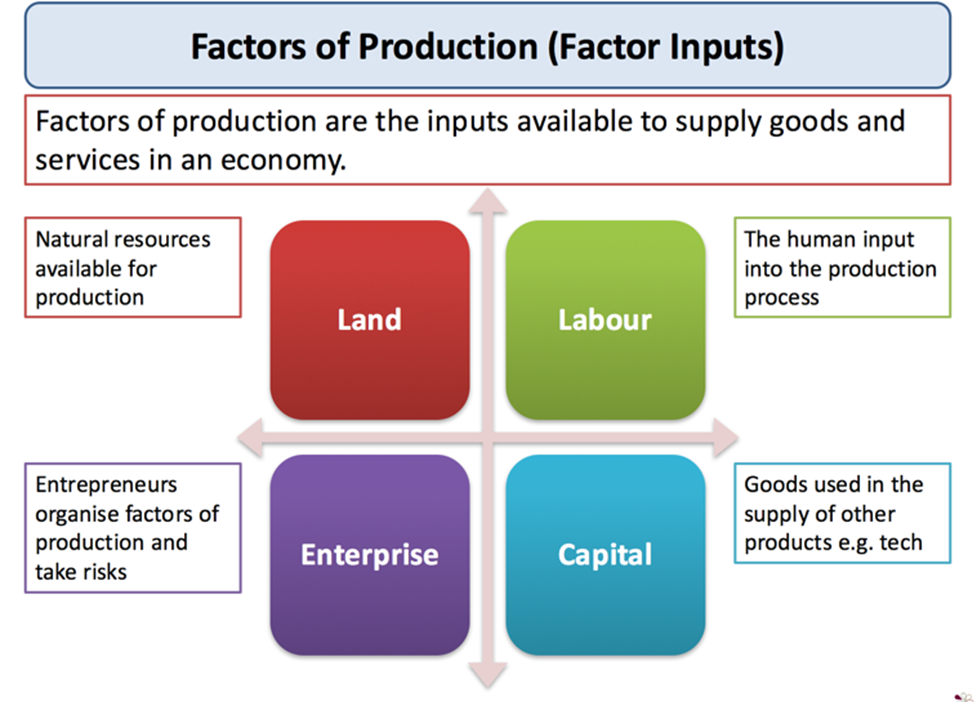 Factors of Production (Factor Inputs)
Factors of production are the inputs available to supply goods and
services in an economy.
Natural resources
available for
production
Land
Labour
The human input
into the production
process
Entrepreneurs
organise factors of
production and
take risks
Enterprise
Capital
Goods used in the
supply of other
products e.g. tech